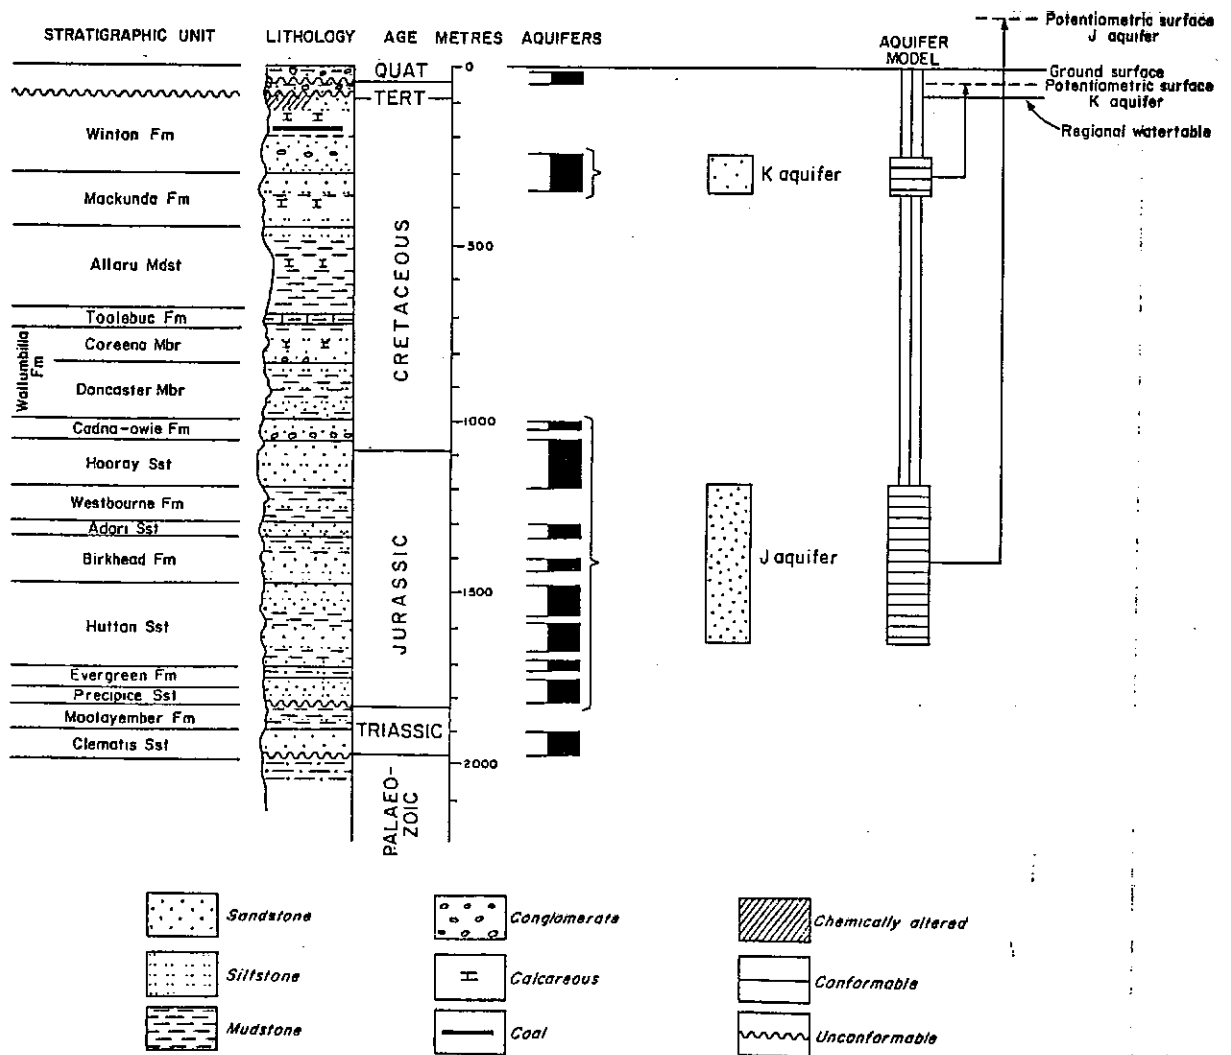 STRATIGRAPHIC UNIT
LITHOLOGY
AGE
METRES
AQUIFERS
AQUIFER
MODEL
Potentiometric surface
J aquifer
Ground surface
Potentiometric surface
K aquifer
Regional watertable
QUAT
TERT
CRETACEOUS
JURASSIC
TRIASSIC
PALAEO-
ZOIC
0
500
1000
1500
2000
Winton Fm
Mackunda Fm
Allaru Mdst
Toolebuc Fm
Wallumbilla
Fm
Coreena Mbr
Doncaster Mbr
Cadna-owie Fm
Hooray Sst
Westbourne Fm
Adori Sst
Birkhead Fm
Hutton Sst
Evergreen Fm
Precipice Sst
Moolayember Fm
Clematis Sst
K aquifer
J aquifer
Sandstone
Siltstone
Mudstone
Conglomerate
Calcareous
Coal
Chemically altered
Conformable
Unconformable